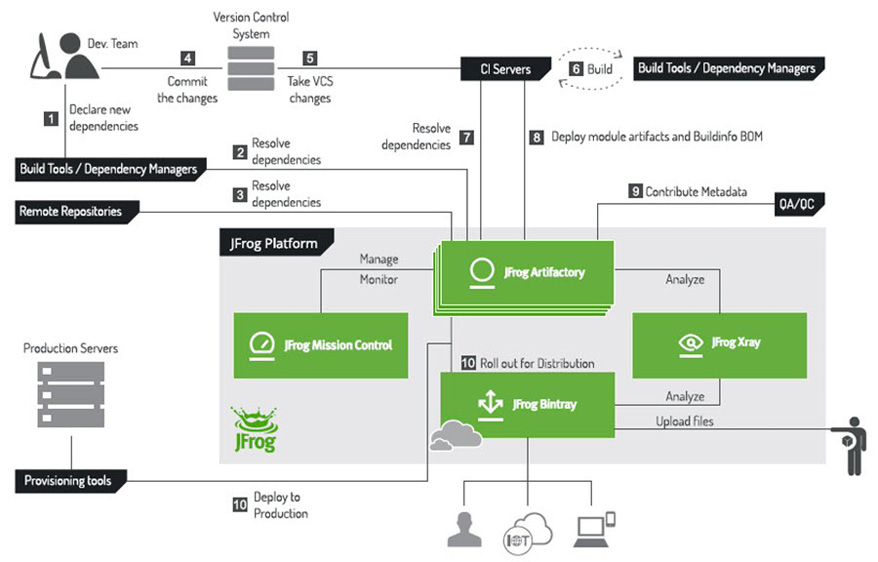 Version Control
System
Dev. Team
4
5
Commit
the changes
Take VCS
changes
CI Servers
6 Build
Build Tools / Dependency Managers
1
Declare new
dependencies
Resolve
dependencies
7
8
Deploy module artifacts and Buildinfo BOM
Build Tools / Dependency Managers
2
Resolve
dependencies
Remote Repositories
3
Resolve
dependencies
9 Contribute Metadata
QA/QC
JFrog Platform
Manage
Monitor
JFrog Artifactory
Analyze
JFrog Mission Control
JFrog Xray
Production Servers
10 Roll out for Distribution
JFrog Bintray
Analyze
Upload files
JFrog
Provisioning tools
10
Deploy to
Production
IOT